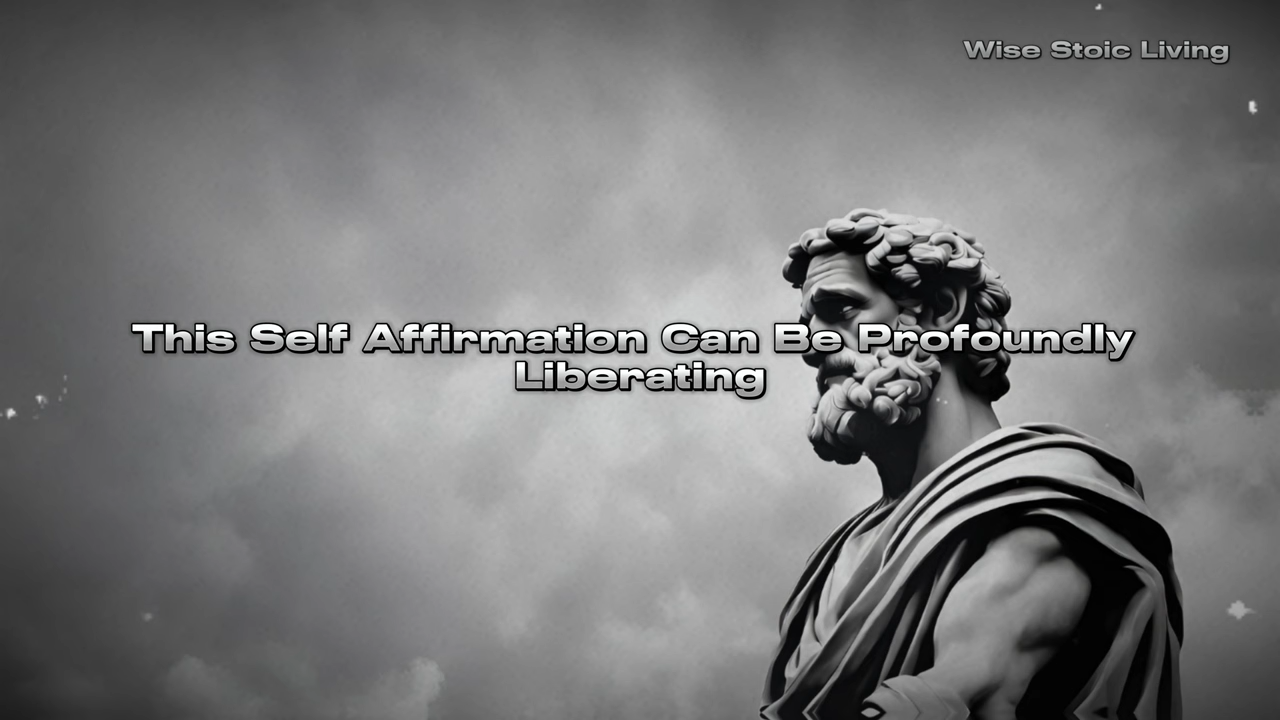 Wise Stoic Living
This Self Affirmation Can Be Profoundly
Liberating